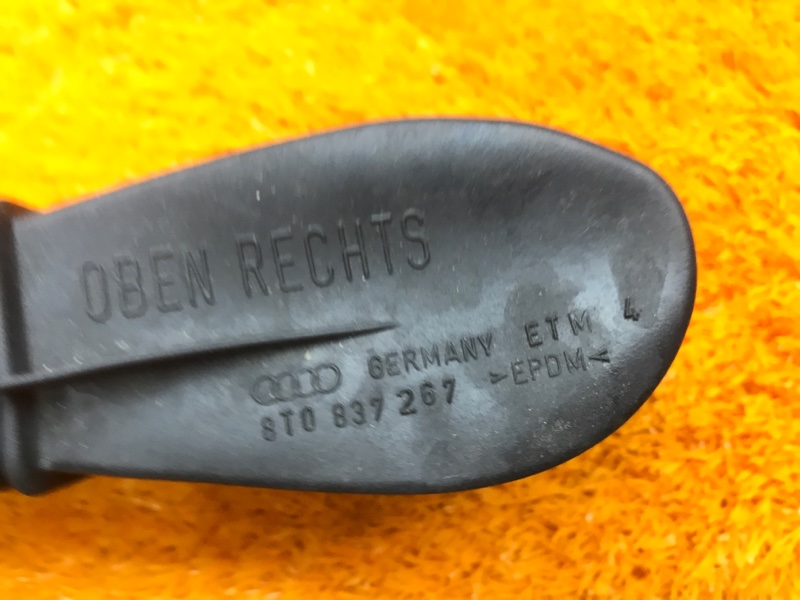 OBEN RECHTS
GERMANY ETM 4
8T0 837 267 >EPDM<